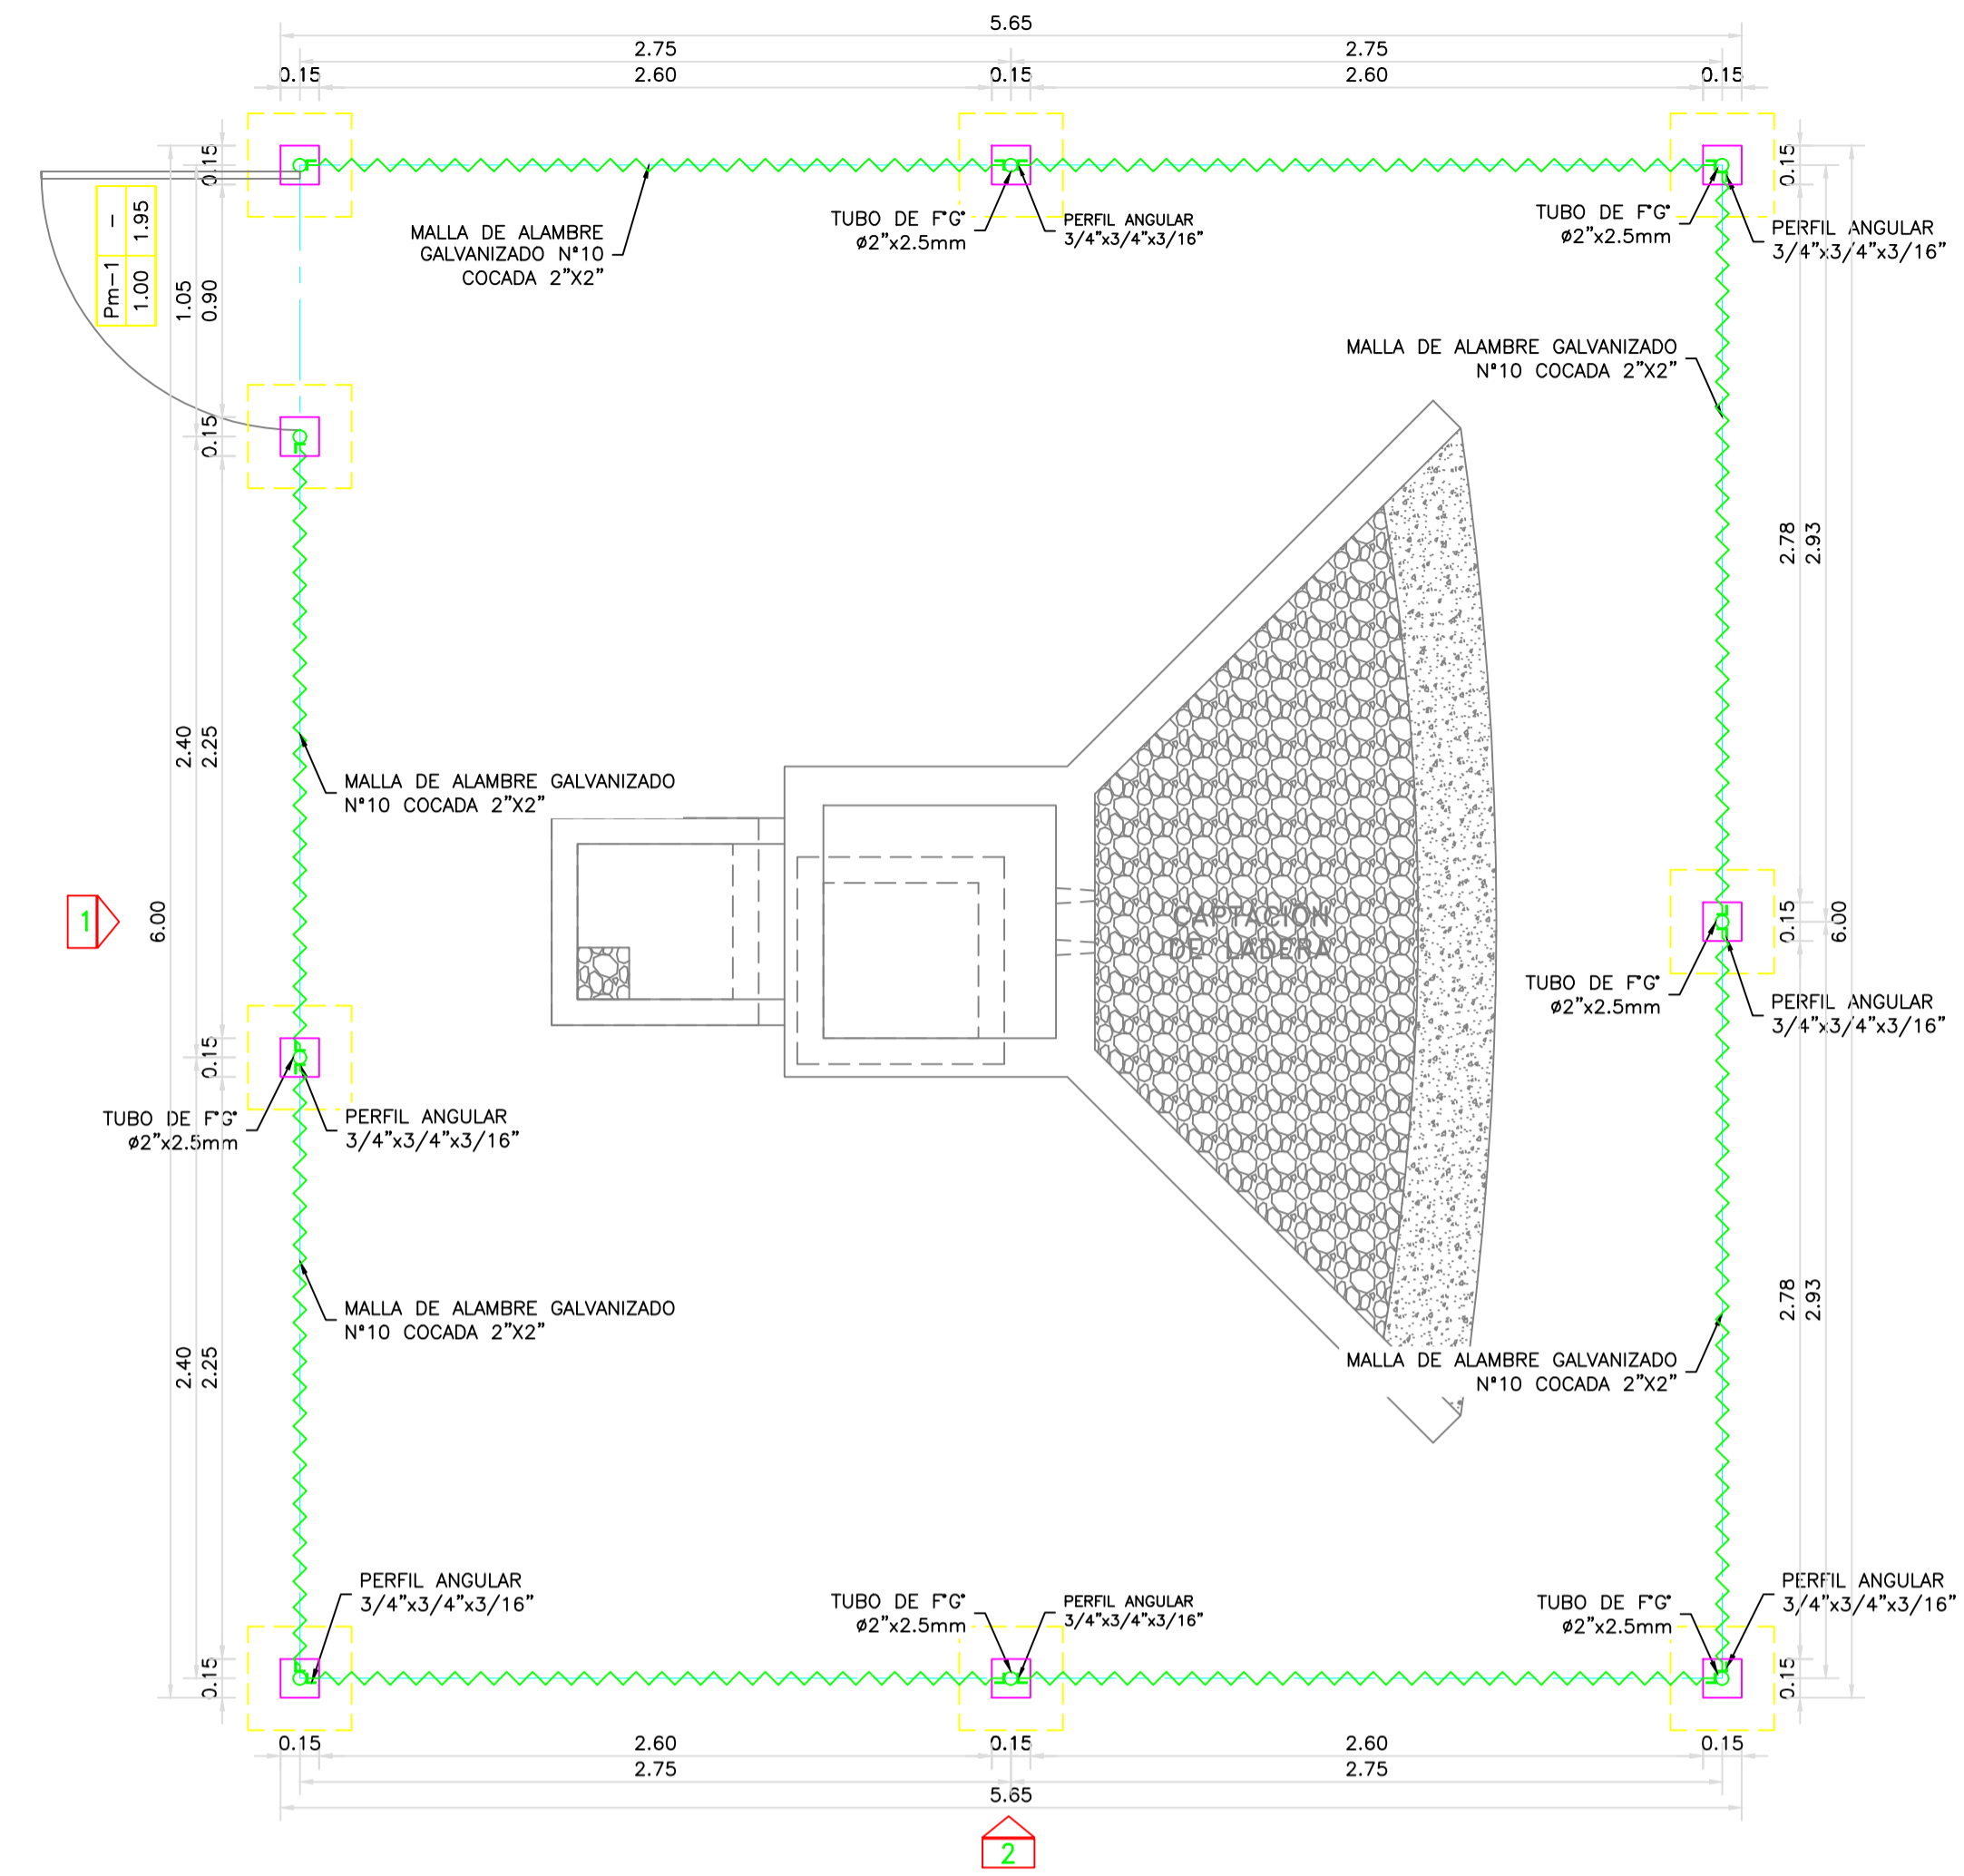 5.65
2.75
2.75
0.15
2.60
0.15
2.60
0.15
0.15
0.15
Pm-1
-
1.00
1.95
1.05
0.90
MALLA DE ALAMBRE
GALVANIZADO Nª10
COCADA 2"X2"
TUBO DE F°G°
ø2"x2.5mm
PERFIL ANGULAR
3/4"x3/4"x3/16"
TUBO DE F°G°
ø2"x2.5mm
PERFIL ANGULAR
3/4"x3/4"x3/16"
MALLA DE ALAMBRE GALVANIZADO
Nª10 COCADA 2"X2"
0.15
2.78
2.93
2.40
2.25
MALLA DE ALAMBRE GALVANIZADO
Nª10 COCADA 2"X2"
1
6.00
CAPTACIÓN
DE LADERA
0.15
6.00
TUBO DE F°G°
ø2"x2.5mm
PERFIL ANGULAR
3/4"x3/4"x3/16"
0.15
TUBO DE F°G°
ø2"x2.5mm
PERFIL ANGULAR
3/4"x3/4"x3/16"
MALLA DE ALAMBRE GALVANIZADO
Nª10 COCADA 2"X2"
2.78
2.93
2.40
2.25
MALLA DE ALAMBRE GALVANIZADO
Nª10 COCADA 2"X2"
PERFIL ANGULAR
3/4"x3/4"x3/16"
TUBO DE F°G°
ø2"x2.5mm
PERFIL ANGULAR
3/4"x3/4"x3/16"
TUBO DE F°G°
ø2"x2.5mm
PERFIL ANGULAR
3/4"x3/4"x3/16"
0.15
0.15
0.15
2.60
0.15
2.60
0.15
2.75
2.75
5.65
2